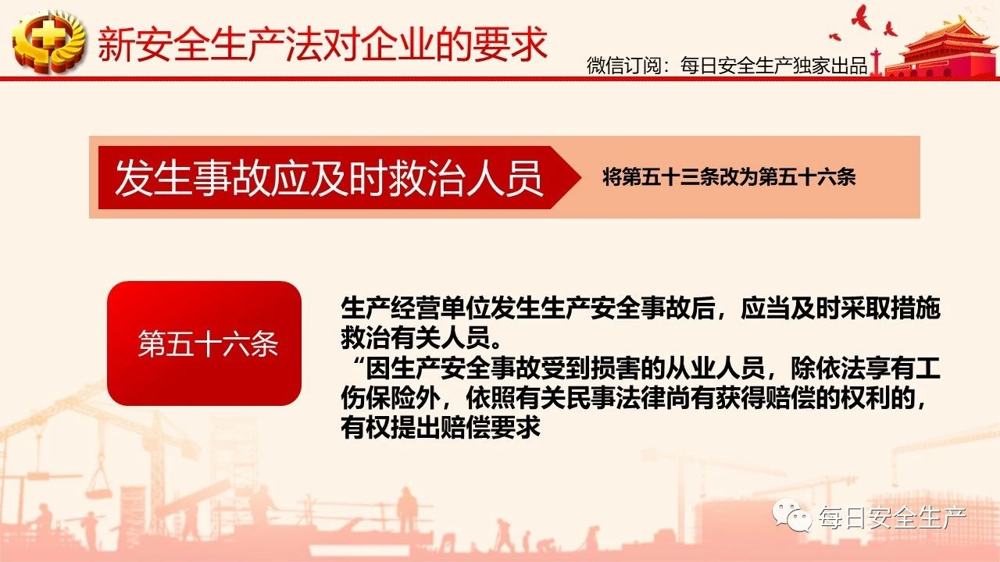 新安全生产法对企业的要求
微信订阅：每日安全生产独家出品
发生事故应及时救治人员
将第五十三条改为第五十六条
第五十六条
生产经营单位发生生产安全事故后，应当及时采取措施
救治有关人员。
“因生产安全事故受到损害的从业人员，除依法享有工
伤保险外，依照有关民事法律尚有获得赔偿的权利的，
有权提出赔偿要求
每日安全生产